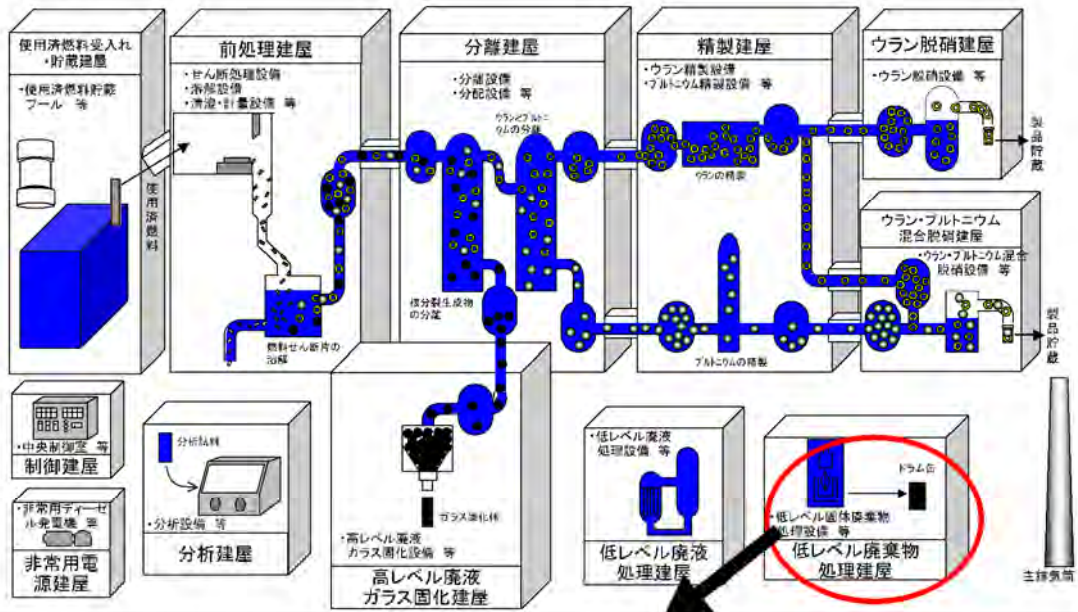 使用済燃料受入れ
・貯蔵建屋
・使用済燃料貯蔵
プール 等
使用済燃料
前処理建屋
・せん断処理設備
・溶解設備
・清澄・計量設備 等
燃料せん断片の
溶解
分離建屋
・分離設備
・分配設備 等
ウランとプルトニ
ウムの分離
核分裂生成物
の分離
精製建屋
・ウラン精製設備
・プルトニウム精製設備 等
ウランの精製
プルトニウムの精製
ウラン脱硝建屋
・ウラン脱硝設備 等
製品貯蔵
ウラン・プルトニウム
混合脱硝建屋
・ウラン・プルトニウム混合
脱硝設備 等
製品貯蔵
・中央制御室 等
制御建屋
・非常用ディーゼ
ル発電機 等
非常用電
源建屋
分析試料
・分析設備 等
分析建屋
ガラス固化体
・高レベル廃液
ガラス固化設備 等
高レベル廃液
ガラス固化建屋
・低レベル廃液
処理設備 等
低レベル廃液
処理建屋
ドラム缶
・低レベル固体廃棄物
処理設備 等
低レベル廃棄物
処理建屋
主排気筒